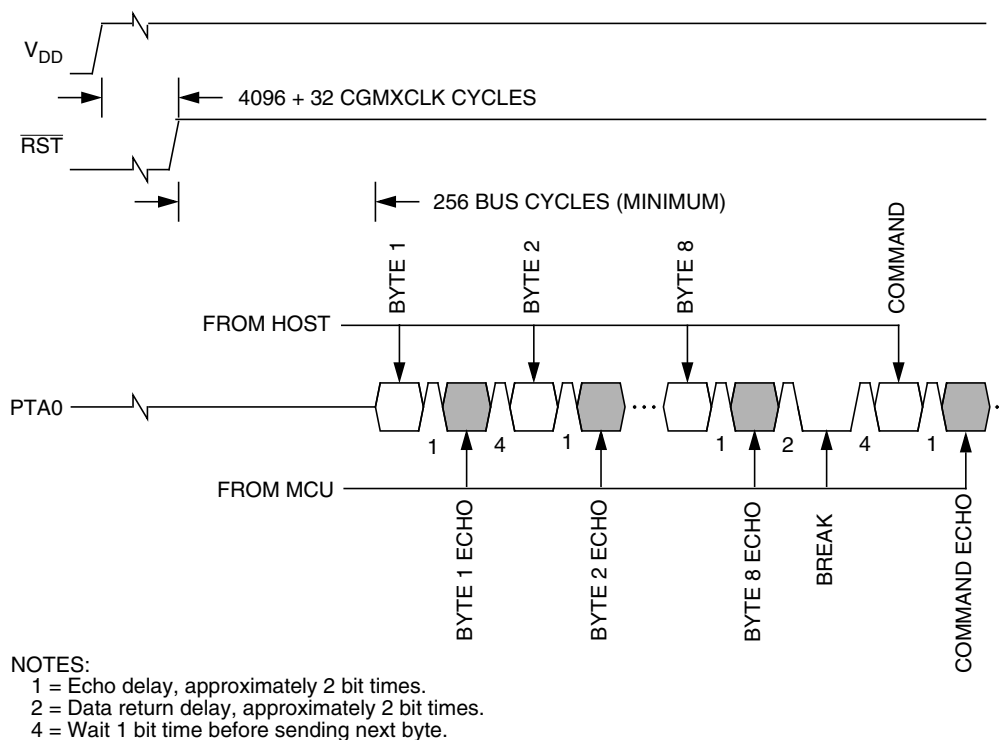 VDD
4096 + 32 CGMXCLK CYCLES
RST
256 BUS CYCLES (MINIMUM)
BYTE 1
BYTE 2
BYTE 8
COMMAND
FROM HOST
PTA0
1
4
1
1
2
4
1
FROM MCU
BYTE 1 ECHO
BYTE 2 ECHO
BYTE 8 ECHO
BREAK
COMMAND ECHO
NOTES:
1 = Echo delay, approximately 2 bit times.
2 = Data return delay, approximately 2 bit times.
4 = Wait 1 bit time before sending next byte.